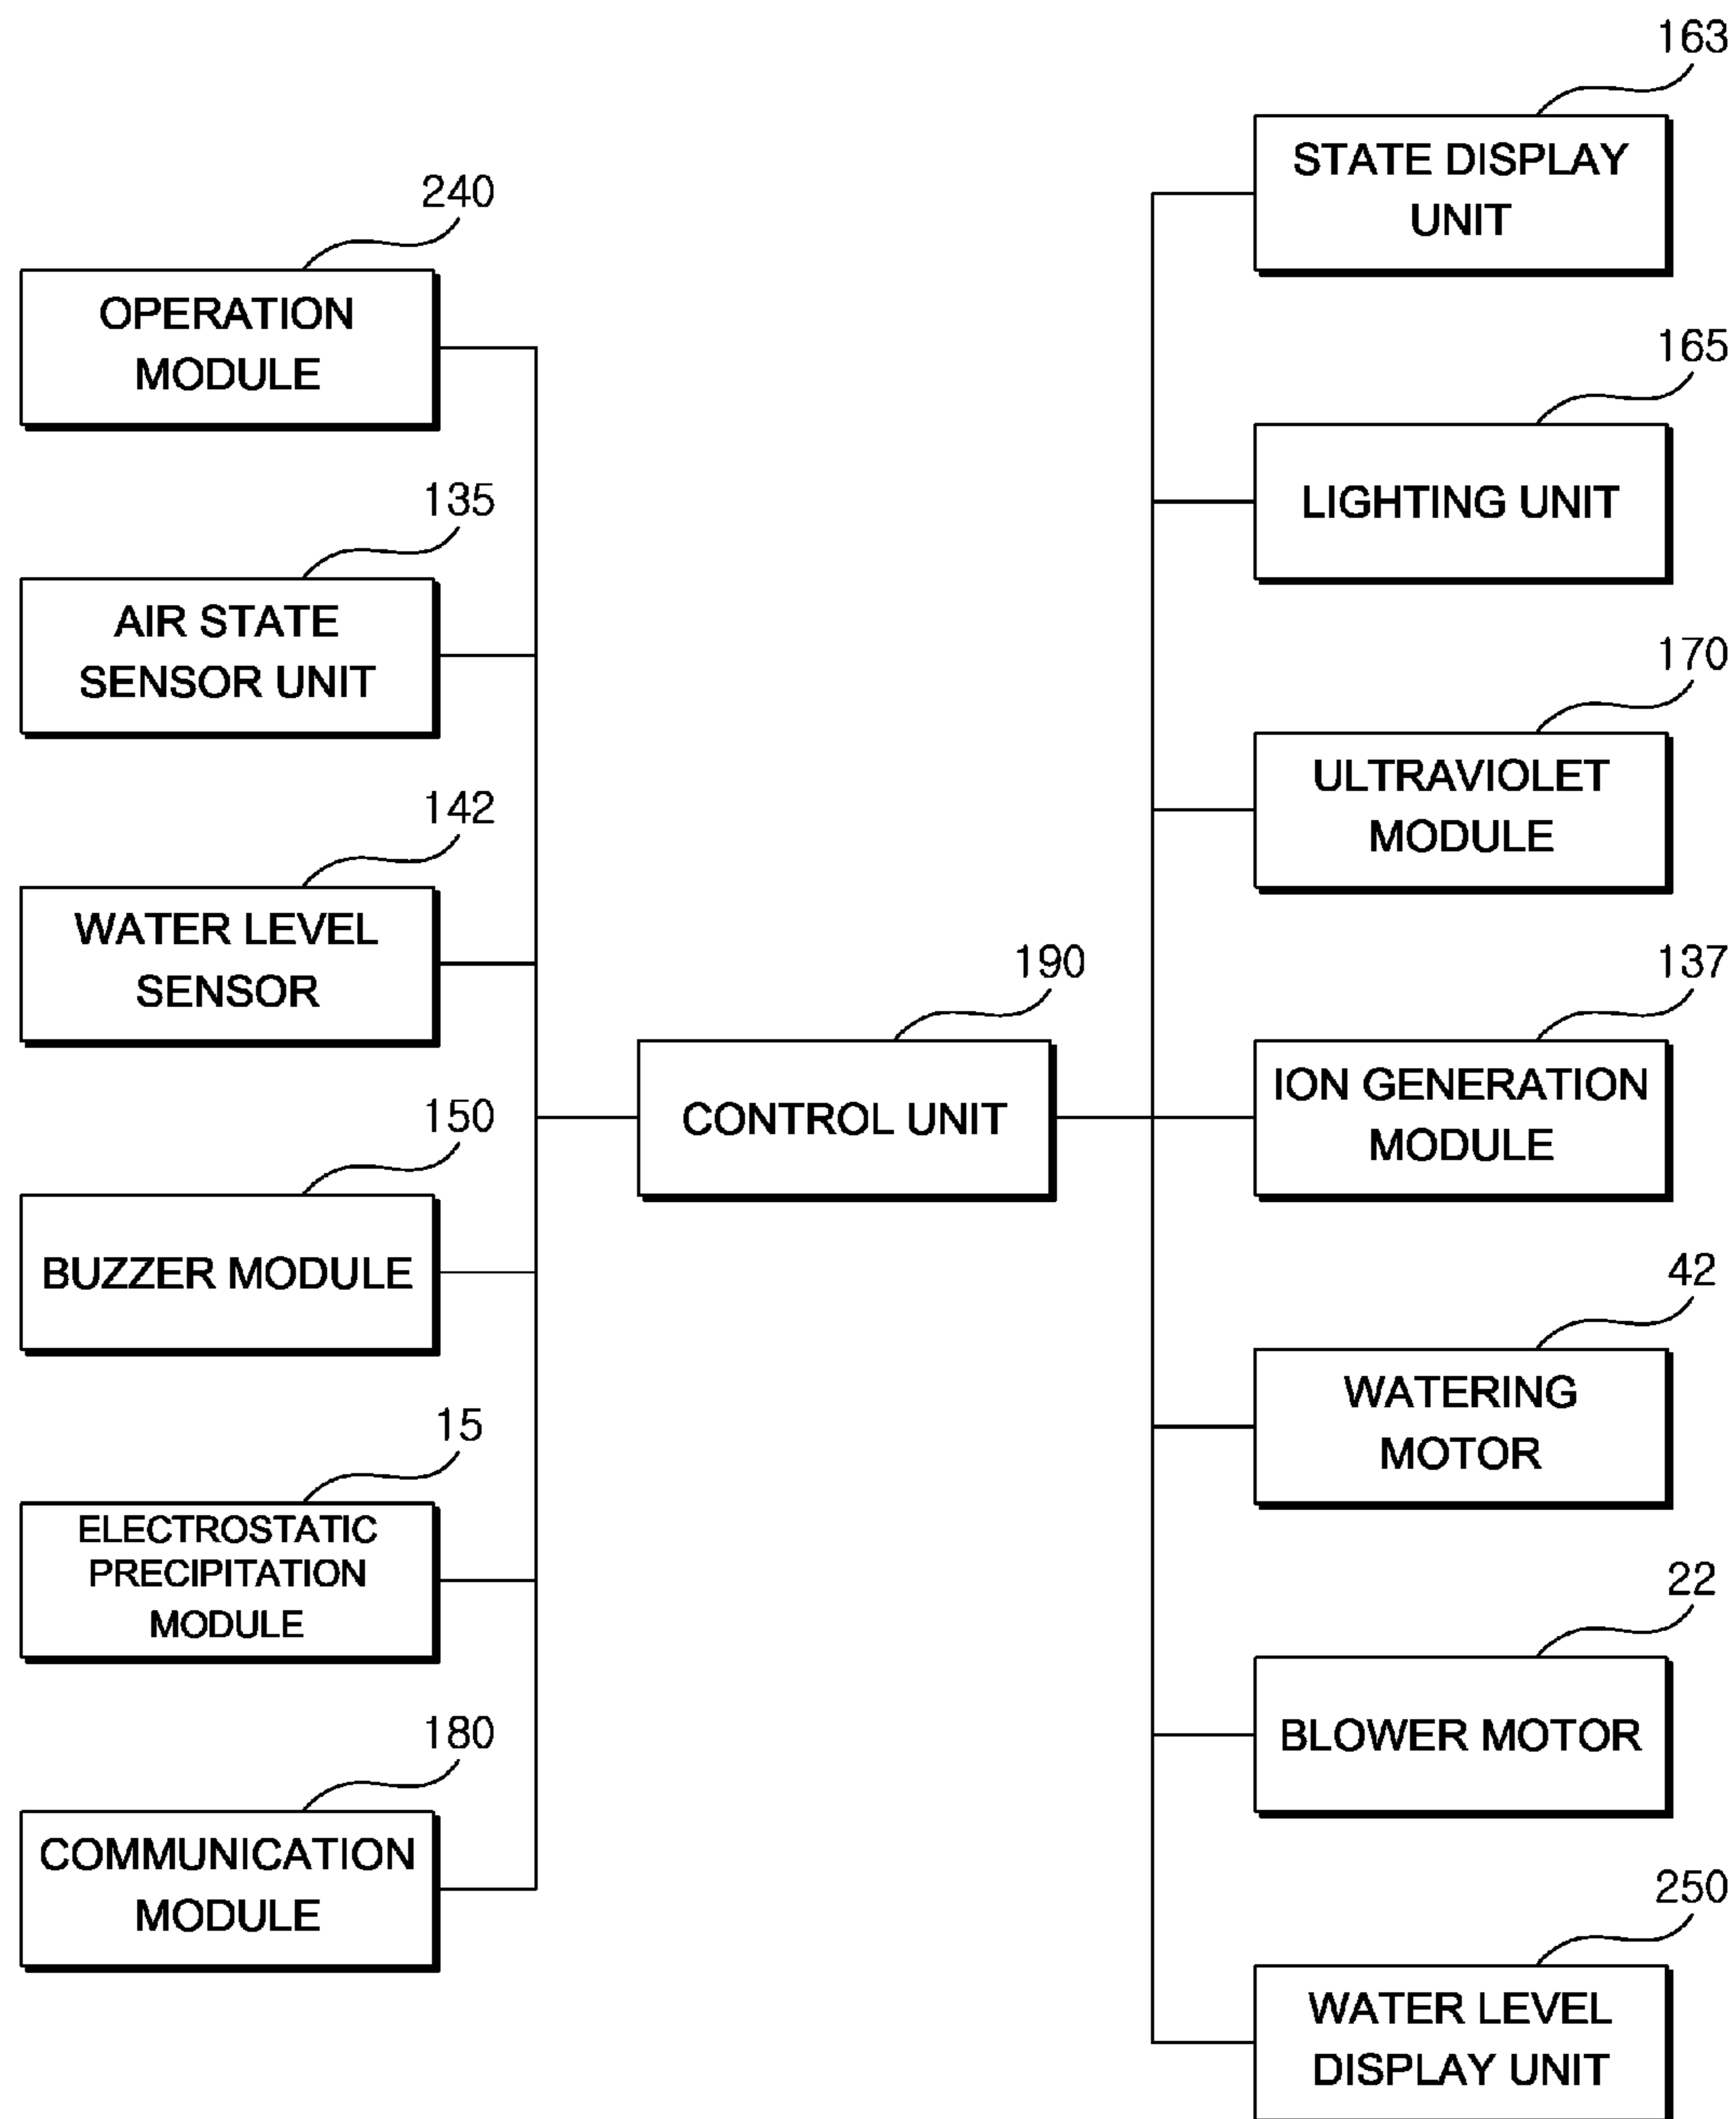 240
OPERATION
MODULE
135
AIR STATE
SENSOR UNIT
142
WATER LEVEL
SENSOR
150
BUZZER MODULE
15
ELECTROSTATIC
PRECIPITATION
MODULE
180
COMMUNICATION
MODULE
190
CONTROL UNIT
163
STATE DISPLAY
UNIT
165
LIGHTING UNIT
170
ULTRAVIOLET
MODULE
137
ION GENERATION
MODULE
42
WATERING
MOTOR
22
BLOWER MOTOR
250
WATER LEVEL
DISPLAY UNIT